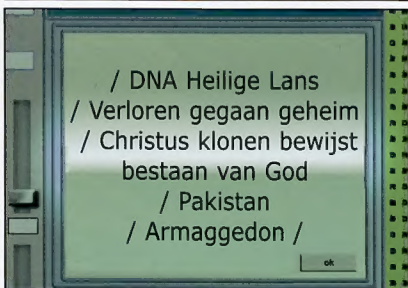 / DNA Heilige Lans
/ Verloren gegaan geheim
/ Christus klonen bewijst
bestaan van God
/ Pakistan
/ Armaggedon /
ok